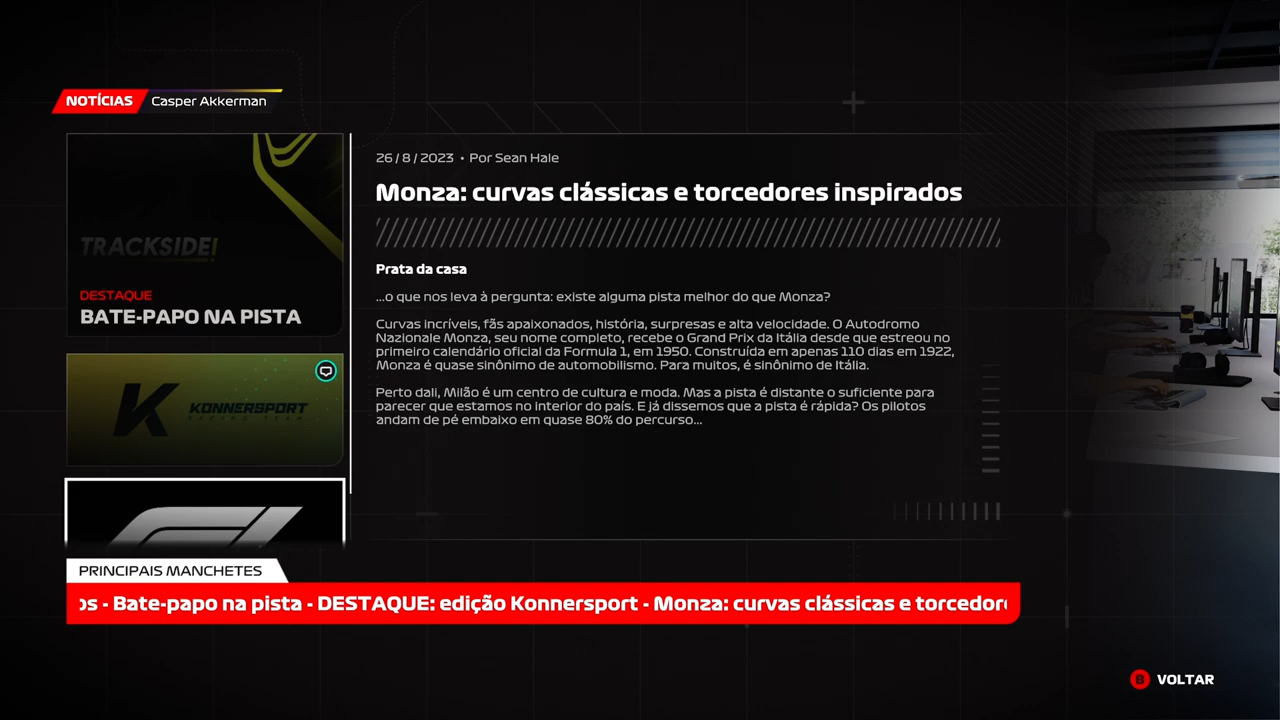 NOTÍCIAS Casper Akkerman
TRACKSIDE!
DESTAQUE
BATE-PAPO NA PISTA
K KONNERSPORT
RACING TEAM
26 / 8 / 2023 • Por Sean Hale
Monza: curvas clássicas e torcedores inspirados
Prata da casa
...o que nos leva à pergunta: existe alguma pista melhor do que Monza?
Curvas incríveis, fãs apaixonados, história, surpresas e alta velocidade. O Autodromo
Nazionale Monza, seu nome completo, recebe o Grand Prix da Itália desde que estreou no
primeiro calendário oficial da Formula 1, em 1950. Construída em apenas 110 dias em 1922,
Monza é quase sinônimo de automobilismo. Para muitos, é sinônimo de Itália.
Perto dali, Milão é um centro de cultura e moda. Mas a pista é distante o suficiente para
parecer que estamos no interior do país. E já dissemos que a pista é rápida? Os pilotos
andam de pé embaixo em quase 80% do percurso...
PRINCIPAIS MANCHETES
os - Bate-papo na pista - DESTAQUE: edição Konnersport - Monza: curvas clássicas e torcedore
B VOLTAR